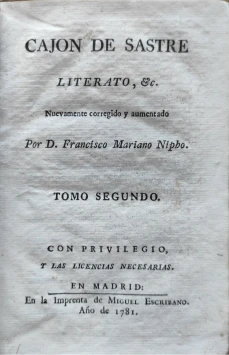 CAJON DE SASTRE
LITERATO, &c.
Nuevamente corregido y aumentado
Por D. Francisco Mariano Nipho.
TOMO SEGUNDO.
CON PRIVILEGIO,
Y LAS LICENCIAS NECESARIAS.
EN MADRID:
En la Imprenta de MIGUEL ESCRIBANO.
Año de 1781.